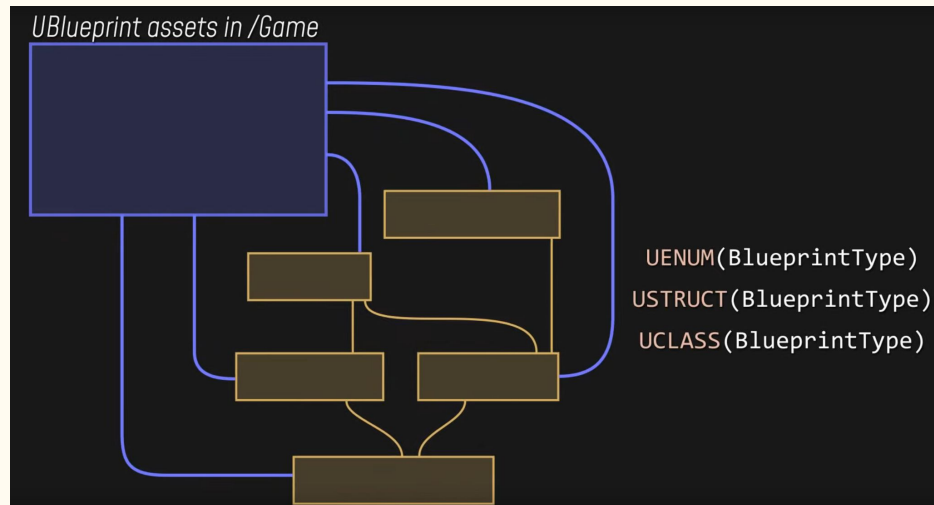 UBlueprint assets in /Game
UENUM(BlueprintType)
USTRUCT(BlueprintType)
UCLASS(BlueprintType)